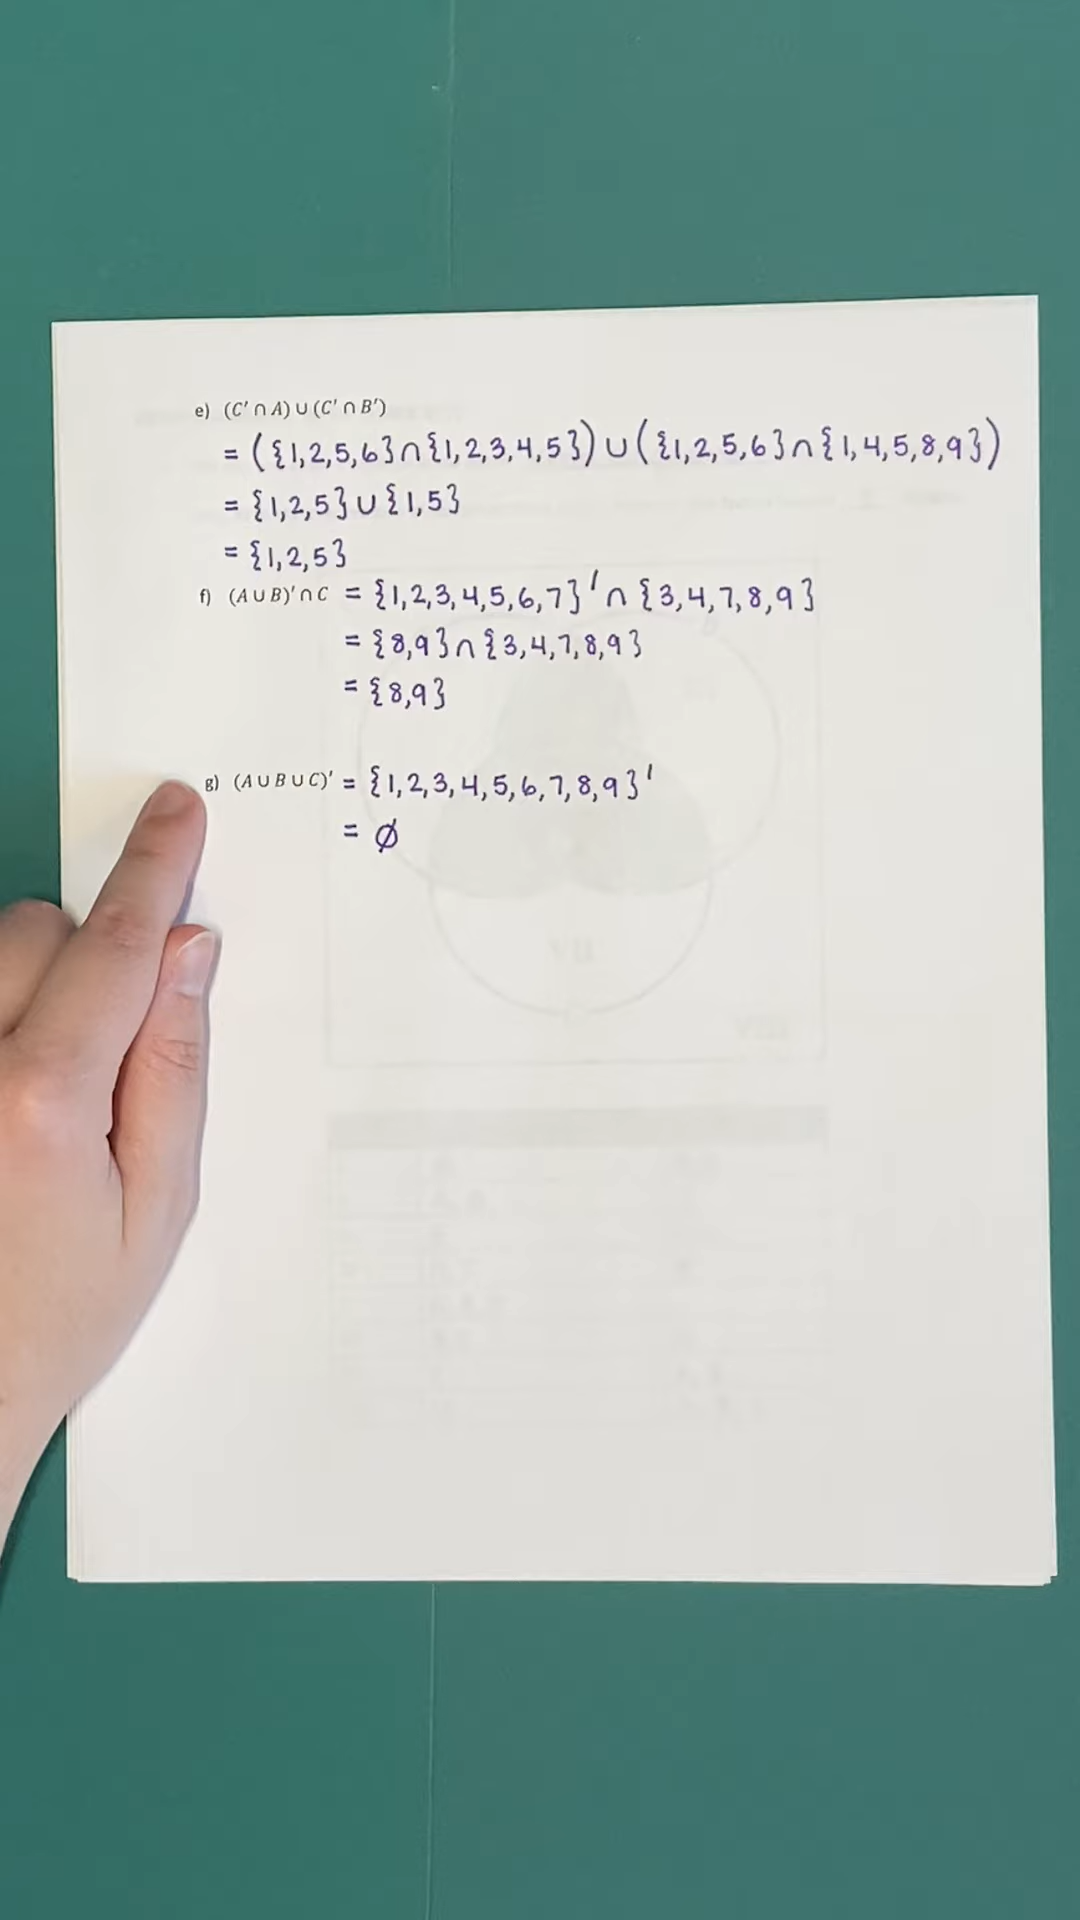 e) (C' ∩ A) ∪ (C' ∩ B')
= ({1,2,5,6} ∩ {1,2,3,4,5}) ∪ ({1,2,5,6} ∩ {1,4,5,8,9})
= {1,2,5} ∪ {1,5}
= {1,2,5}
f) (A ∪ B)' ∩ C = {1,2,3,4,5,6,7}' ∩ {3,4,7,8,9}
= {8,9} ∩ {3,4,7,8,9}
= {8,9}
g) (A ∪ B ∪ C)' = {1,2,3,4,5,6,7,8,9}'
= ∅